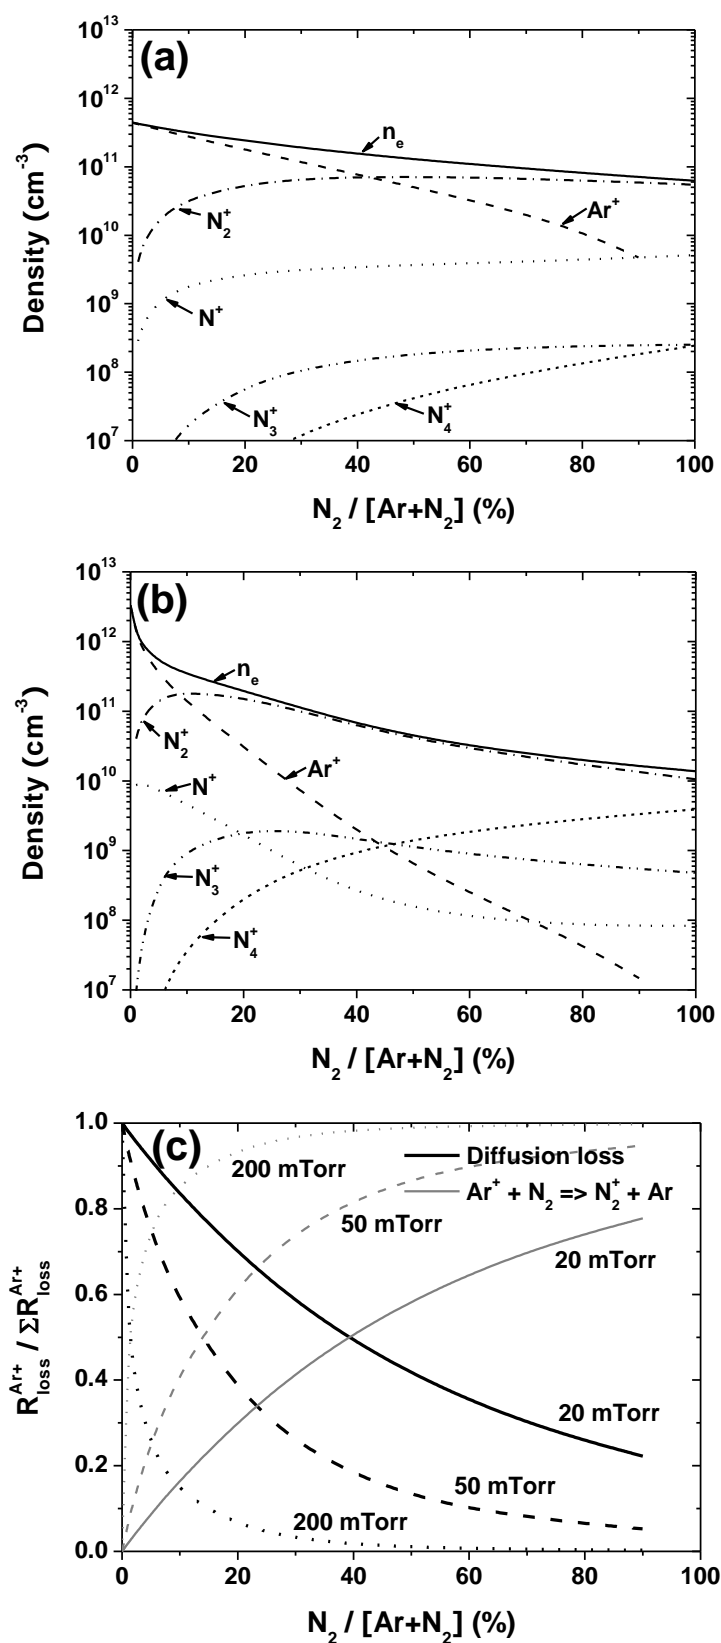 (a)
10^13
10^12
10^11
10^10
10^9
10^8
10^7
Density (cm^-3)
n_e
N_2^+
Ar^+
N^+
N_3^+
N_4^+
0 20 40 60 80 100
N_2 / [Ar+N_2] (%)
(b)
10^13
10^12
10^11
10^10
10^9
10^8
10^7
Density (cm^-3)
n_e
N_2^+
N^+
Ar^+
N_3^+
N_4^+
0 20 40 60 80 100
N_2 / [Ar+N_2] (%)
(c)
1.0
0.8
0.6
0.4
0.2
0.0
R_loss^Ar+ / ΣR_loss^Ar+
Diffusion loss
Ar^+ + N_2 => N_2^+ + Ar
200 mTorr
50 mTorr
20 mTorr
20 mTorr
50 mTorr
200 mTorr
0 20 40 60 80 100
N_2 / [Ar+N_2] (%)